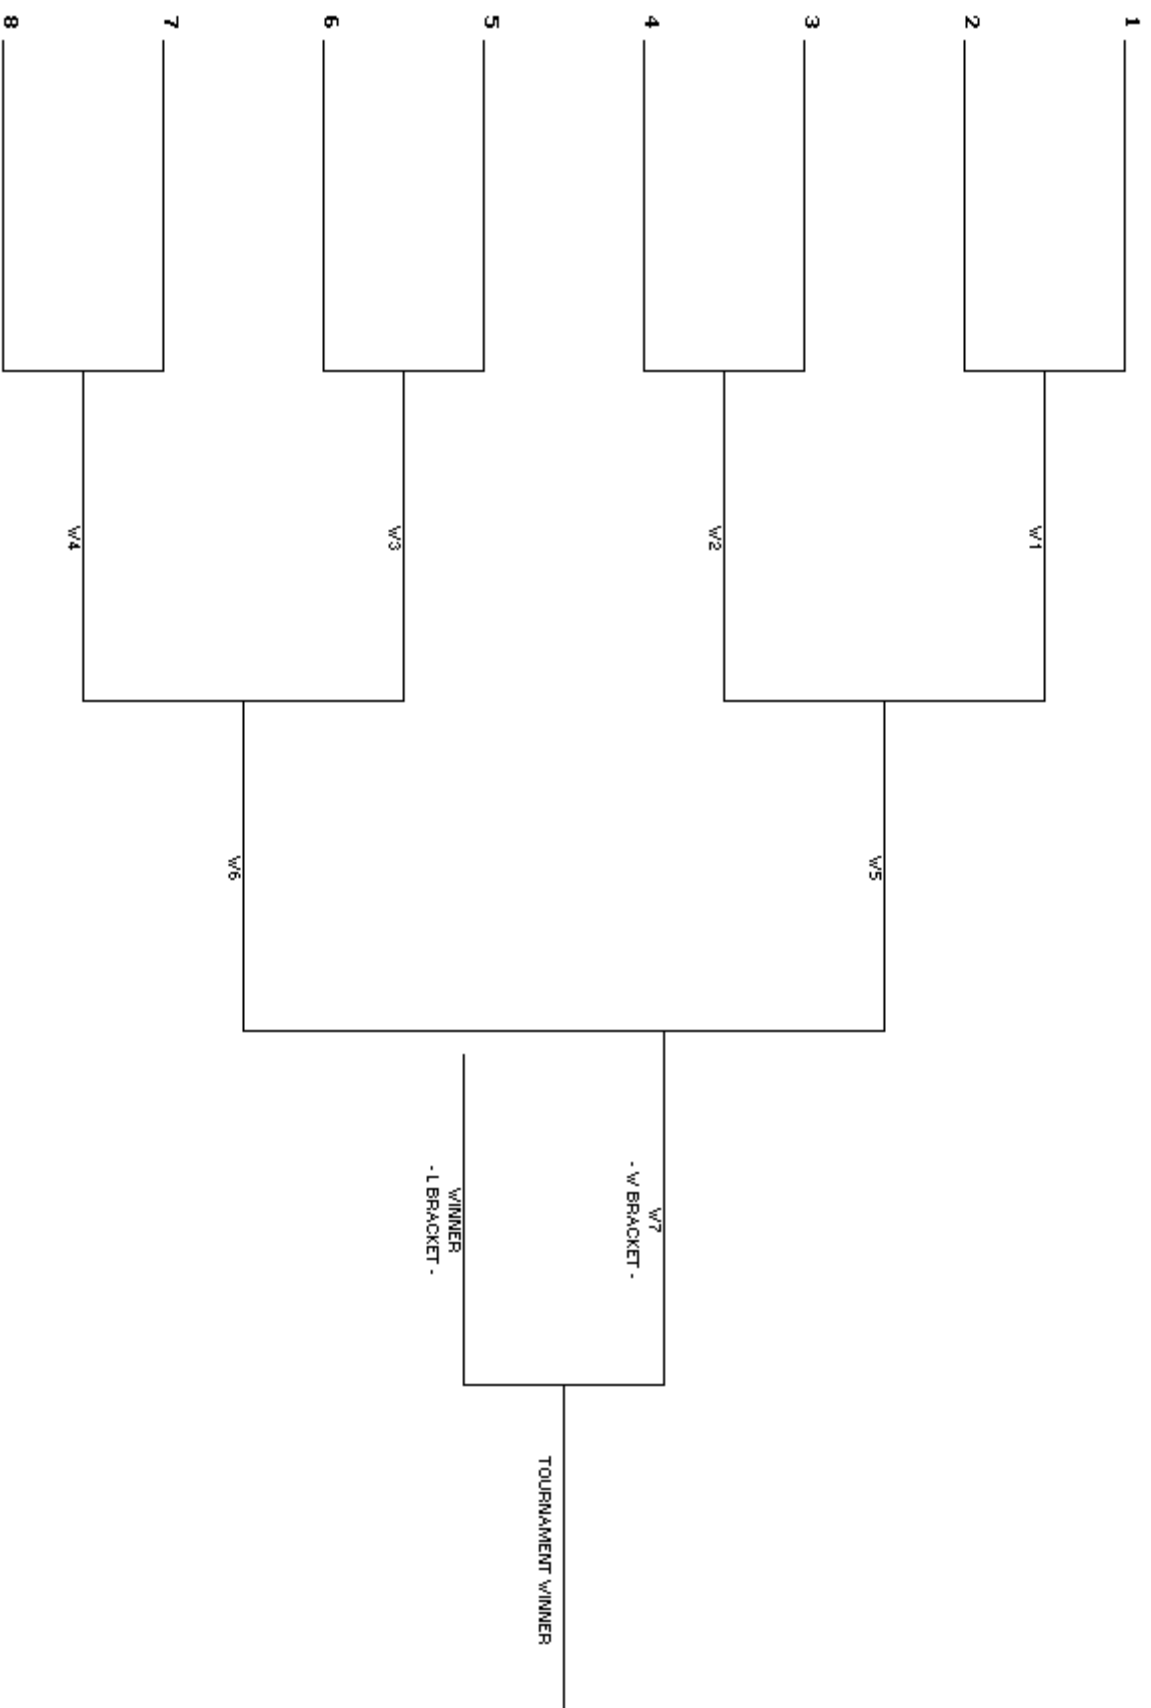 1
2
3
4
5
6
7
8
W1
W2
W3
W4
W5
W6
W7
- W BRACKET -
WINNER
- L BRACKET -
TOURNAMENT WINNER